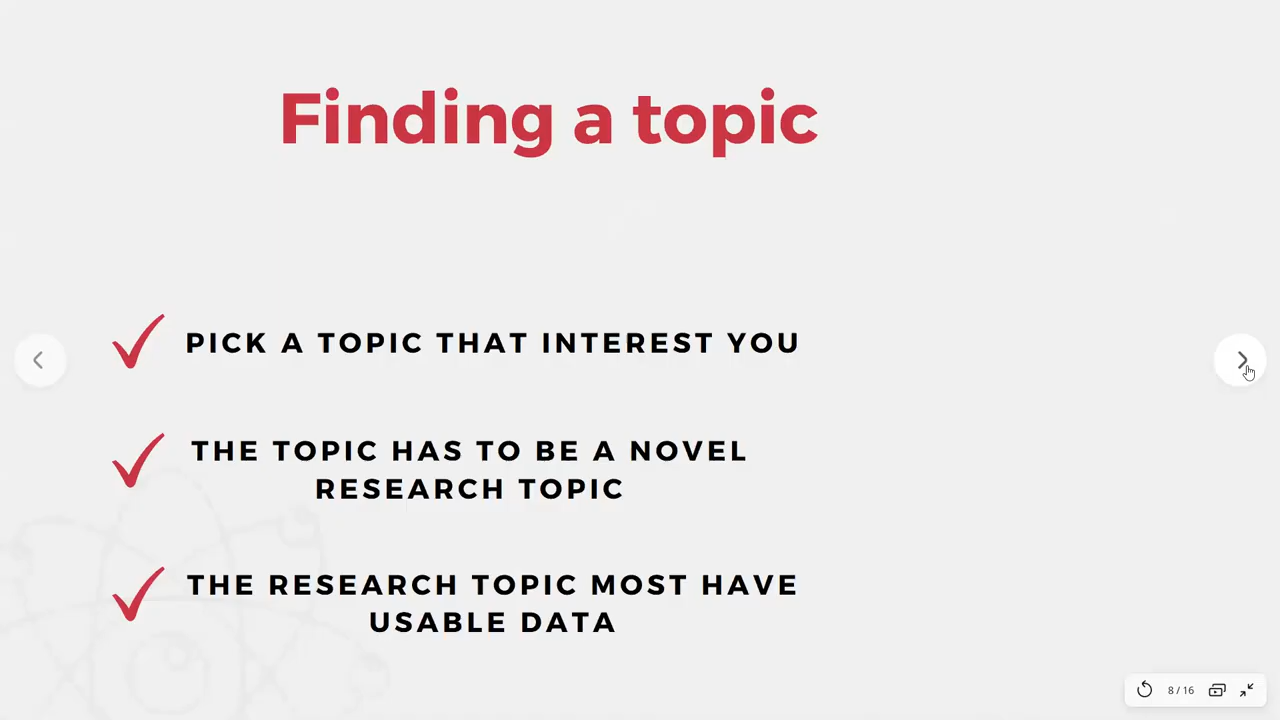 Finding a topic
PICK A TOPIC THAT INTEREST YOU
THE TOPIC HAS TO BE A NOVEL
RESEARCH TOPIC
THE RESEARCH TOPIC MOST HAVE
USABLE DATA
8 / 16